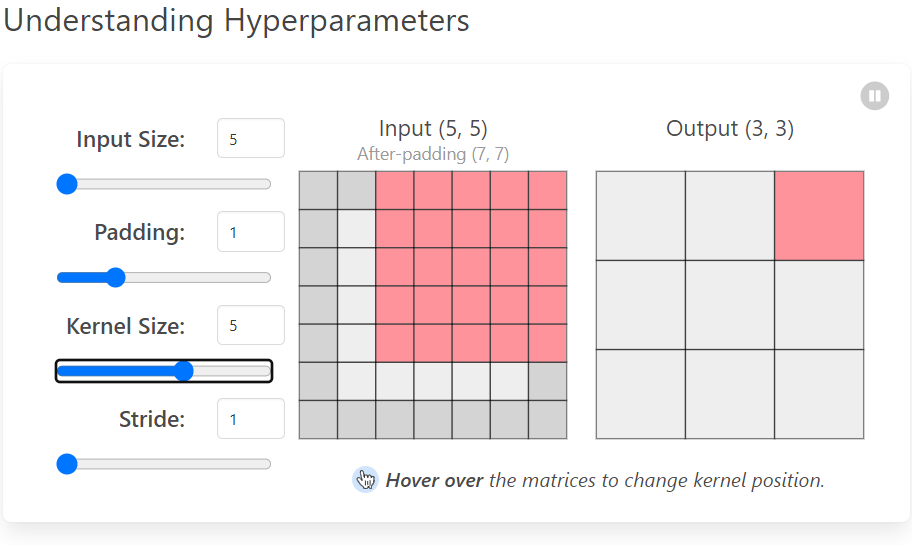 Understanding Hyperparameters
Input Size: 5
Padding: 1
Kernel Size: 5
Stride: 1
Input (5, 5)
After-padding (7, 7)
Output (3, 3)
Hover over the matrices to change kernel position.